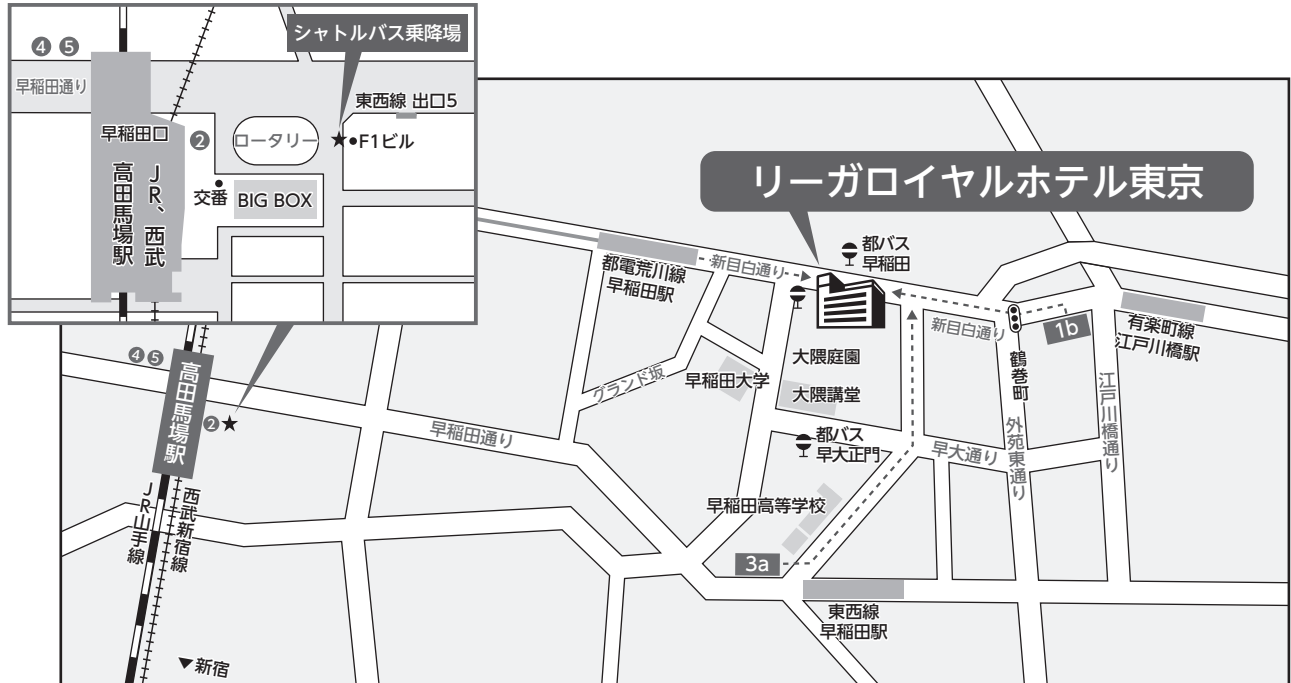 シャトルバス乗降場
④ ⑤
早稲田通り
東西線 出口5
早稲田口
②
ロータリー
★●F1ビル
JR、西武
高田馬場駅
交番
BIG BOX
リーガロイヤルホテル東京
都バス
早稲田
都電荒川線
早稲田駅
新目白通り
新目白通り
1b
有楽町線
江戸川橋駅
④⑤
高田馬場駅
②★
グランド坂
早稲田大学
大隈庭園
大隈講堂
鶴巻町
外苑東通り
江戸川橋通り
早稲田通り
都バス
早大正門
早大通り
JR山手線
西武新宿線
早稲田高等学校
3a
東西線
早稲田駅
▼新宿